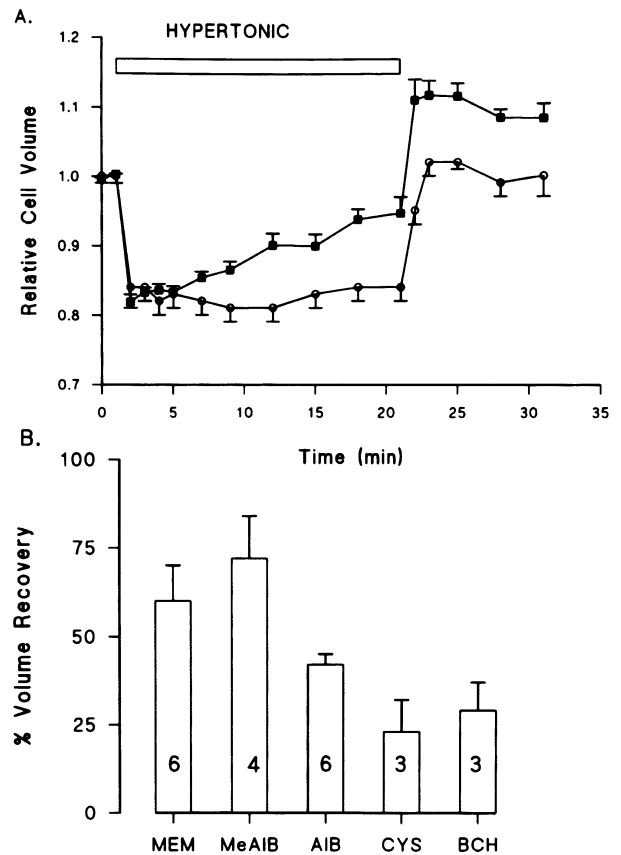 A.
HYPERTONIC
1.2
1.1
1.0
0.9
0.8
0.7
Relative Cell Volume
0 5 10 15 20 25 30 35
Time (min)
B.
100
75
50
25
0
% Volume Recovery
6 4 6 3 3
MEM MeAIB AIB CYS BCH